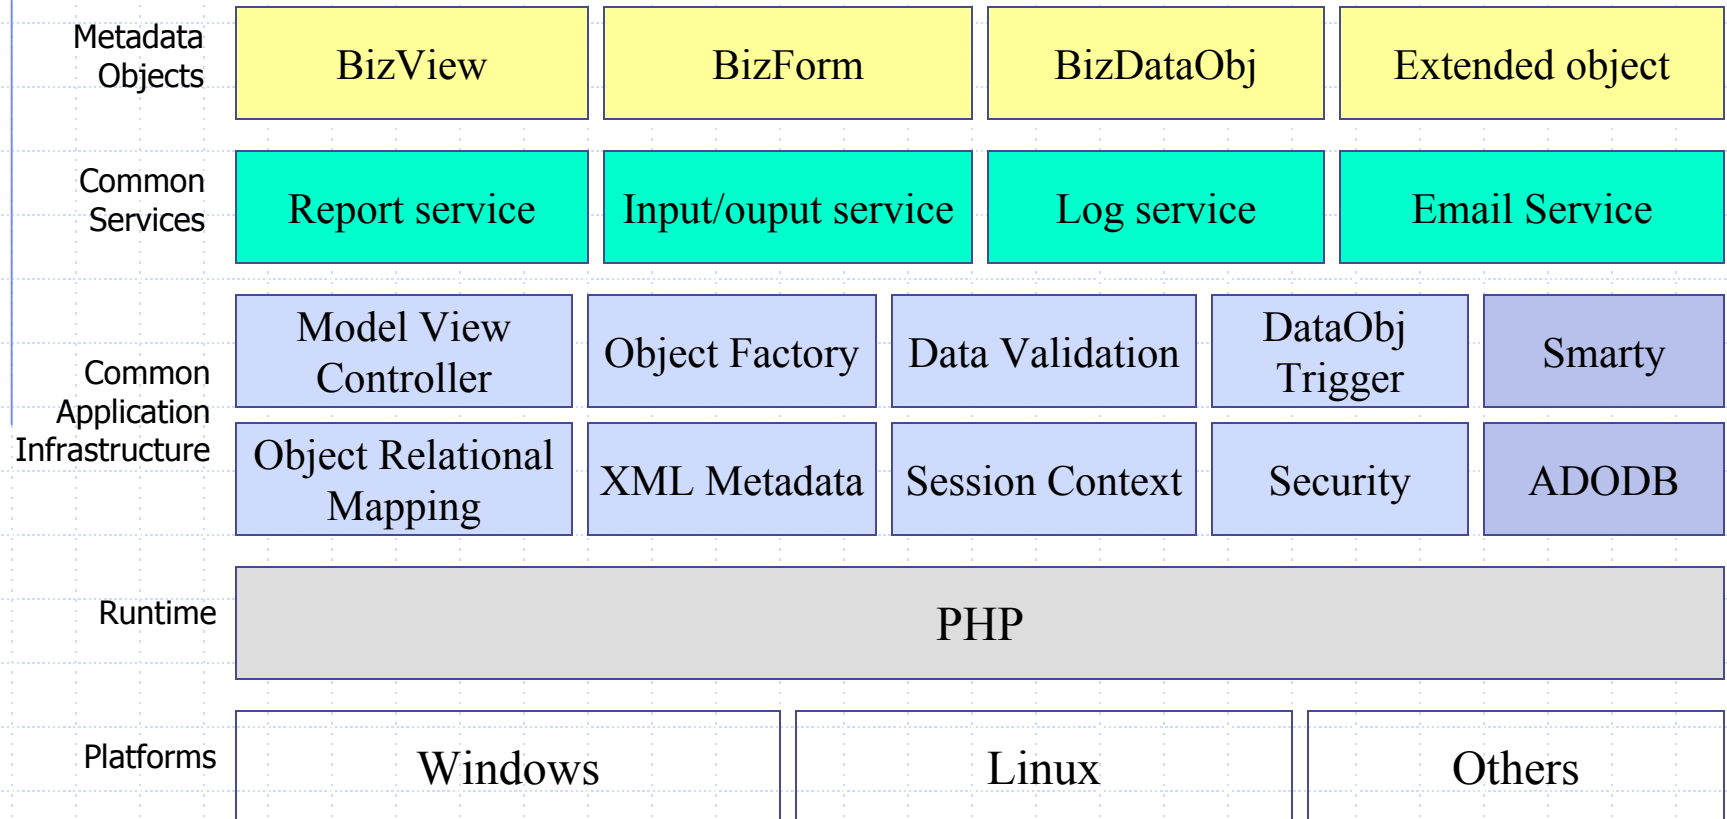 Metadata
Objects
BizView
BizForm
BizDataObj
Extended object
Common
Services
Report service
Input/ouput service
Log service
Email Service
Common
Application
Infrastructure
Model View
Controller
Object Factory
Data Validation
DataObj
Trigger
Smarty
Object Relational
Mapping
XML Metadata
Session Context
Security
ADODB
Runtime
PHP
Platforms
Windows
Linux
Others